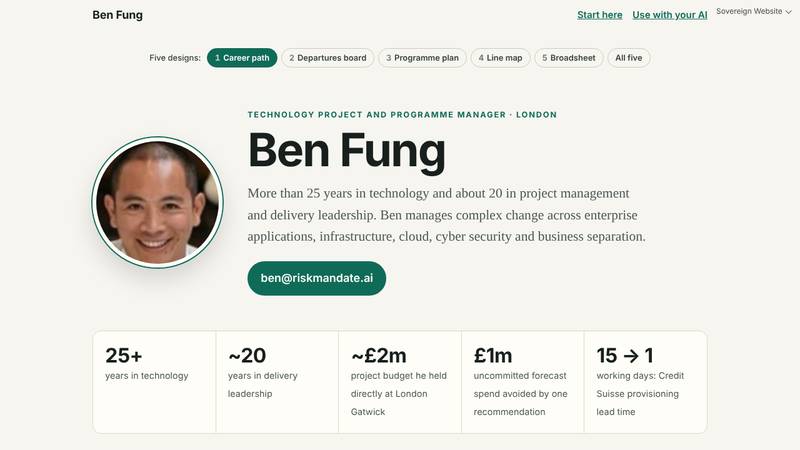 Ben Fung
Start here
Use with your AI
Sovereign Website
Five designs:
1 Career path
2 Departures board
3 Programme plan
4 Line map
5 Broadsheet
All five
TECHNOLOGY PROJECT AND PROGRAMME MANAGER · LONDON
Ben Fung
More than 25 years in technology and about 20 in project management
and delivery leadership. Ben manages complex change across enterprise
applications, infrastructure, cloud, cyber security and business separation.
ben@riskmandate.ai
25+
years in technology
~20
years in delivery
leadership
~£2m
project budget he held
directly at London
Gatwick
£1m
uncommitted forecast
spend avoided by one
recommendation
15 → 1
working days: Credit
Suisse provisioning
lead time